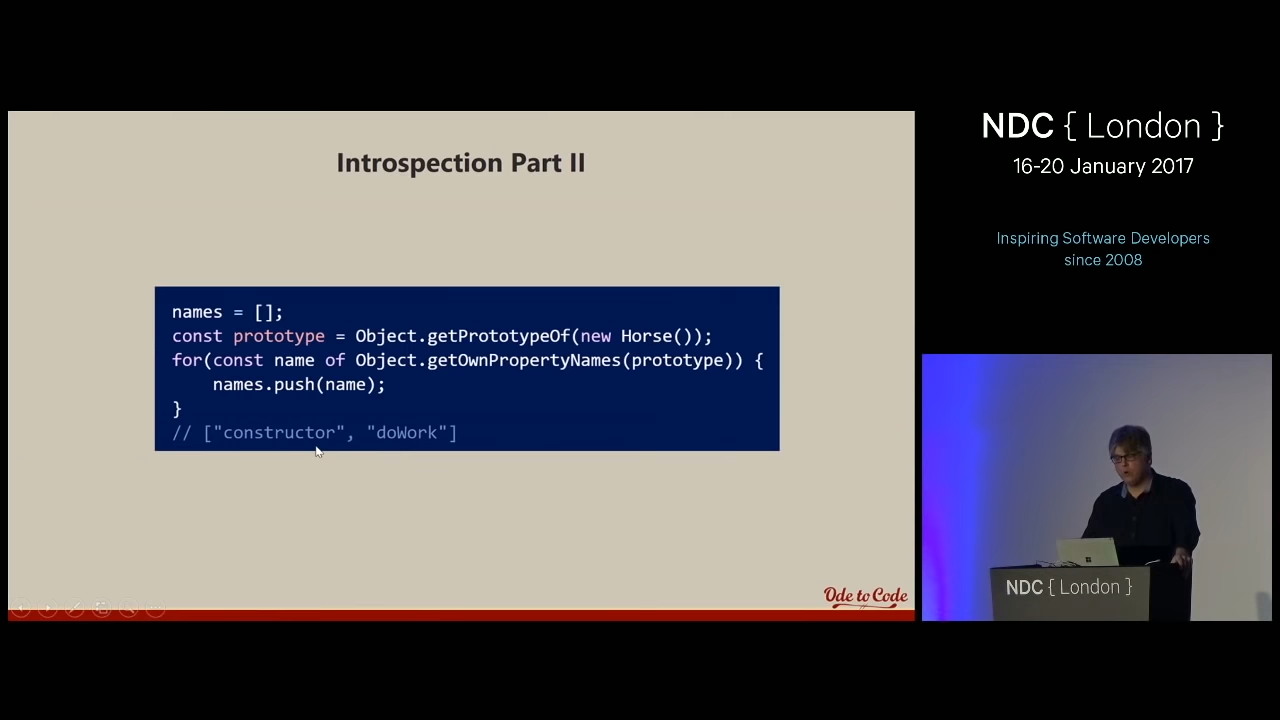 Introspection Part II
names = [];
const prototype = Object.getPrototypeOf(new Horse());
for(const name of Object.getOwnPropertyNames(prototype)) {
    names.push(name);
}
// ["constructor", "doWork"]
Ode to Code
NDC { London }
16-20 January 2017
Inspiring Software Developers
since 2008
NDC { London }